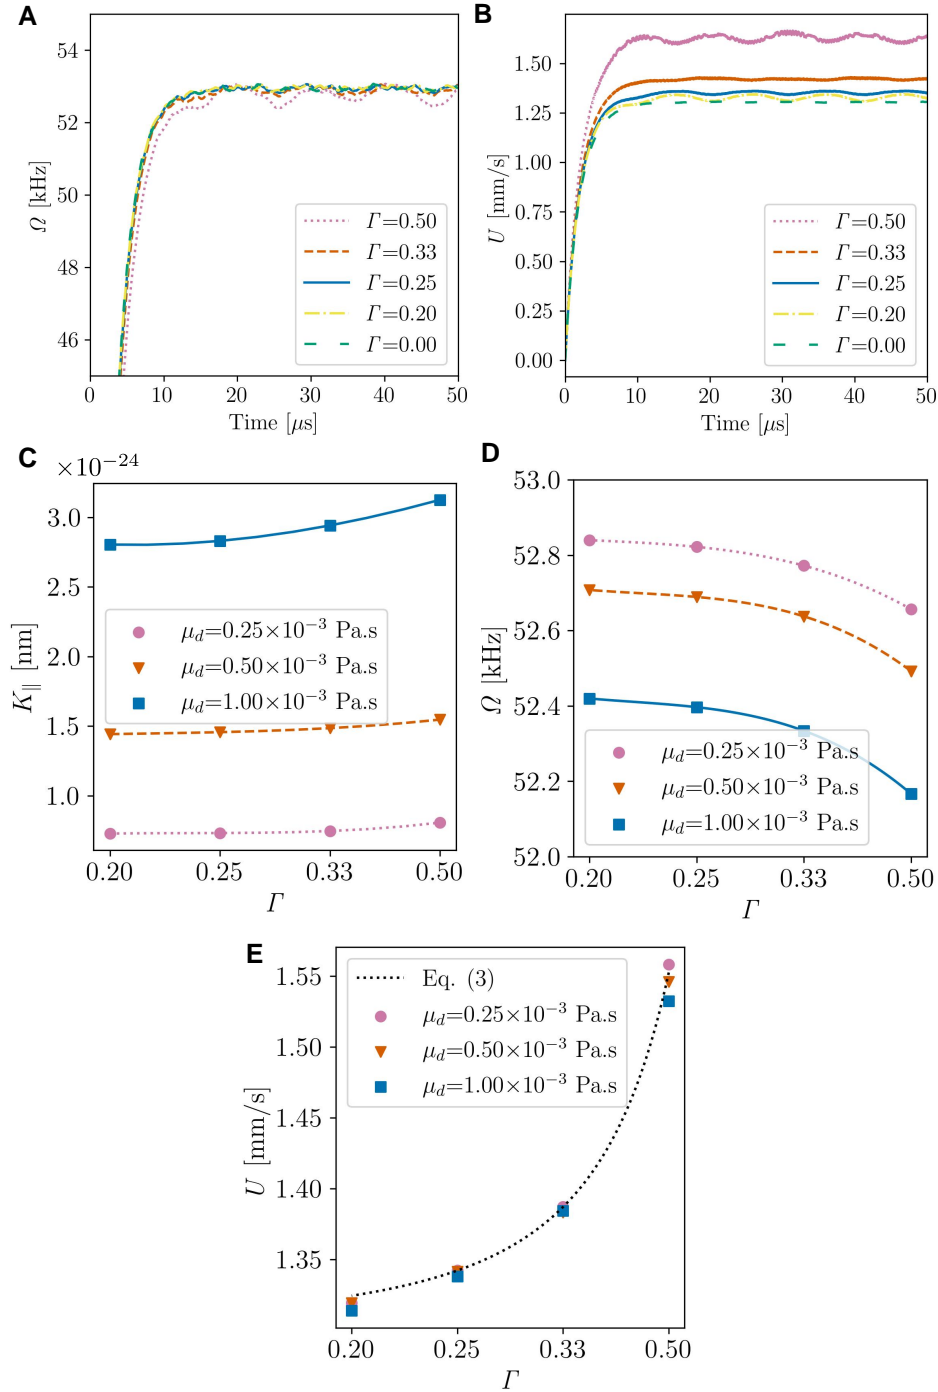 A
54
52
50
48
46
Ω [kHz]
Γ=0.50
Γ=0.33
Γ=0.25
Γ=0.20
Γ=0.00
0 10 20 30 40 50
Time [μs]
B
1.50
1.25
1.00
0.75
0.50
0.25
0.00
U [mm/s]
Γ=0.50
Γ=0.33
Γ=0.25
Γ=0.20
Γ=0.00
0 10 20 30 40 50
Time [μs]
C
×10⁻²⁴
3.0
2.5
2.0
1.5
1.0
K∥ [nm]
μd=0.25×10⁻³ Pa.s
μd=0.50×10⁻³ Pa.s
μd=1.00×10⁻³ Pa.s
0.20 0.25 0.33 0.50
Γ
D
53.0
52.8
52.6
52.4
52.2
52.0
Ω [kHz]
μd=0.25×10⁻³ Pa.s
μd=0.50×10⁻³ Pa.s
μd=1.00×10⁻³ Pa.s
0.20 0.25 0.33 0.50
Γ
E
1.55
1.50
1.45
1.40
1.35
U [mm/s]
Eq. (3)
μd=0.25×10⁻³ Pa.s
μd=0.50×10⁻³ Pa.s
μd=1.00×10⁻³ Pa.s
0.20 0.25 0.33 0.50
Γ